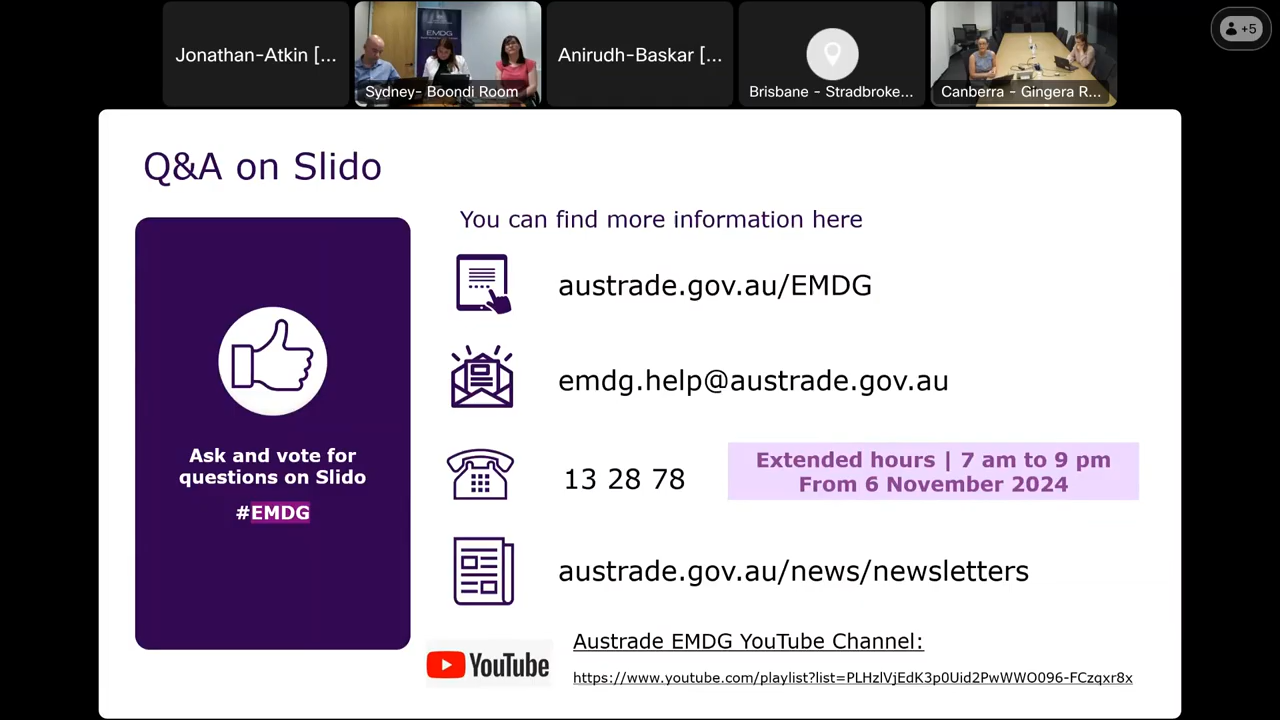 Jonathan-Atkin [...
EMDG
Sydney- Boondi Room
Anirudh-Baskar [...
Brisbane - Stradbroke...
Canberra - Gingera R...
+5
Q&A on Slido
Ask and vote for
questions on Slido
#EMDG
You can find more information here
austrade.gov.au/EMDG
emdg.help@austrade.gov.au
13 28 78
Extended hours | 7 am to 9 pm
From 6 November 2024
austrade.gov.au/news/newsletters
YouTube
Austrade EMDG YouTube Channel:
https://www.youtube.com/playlist?list=PLHzlVjEdK3p0Uid2PwWWO096-FCzqxr8x